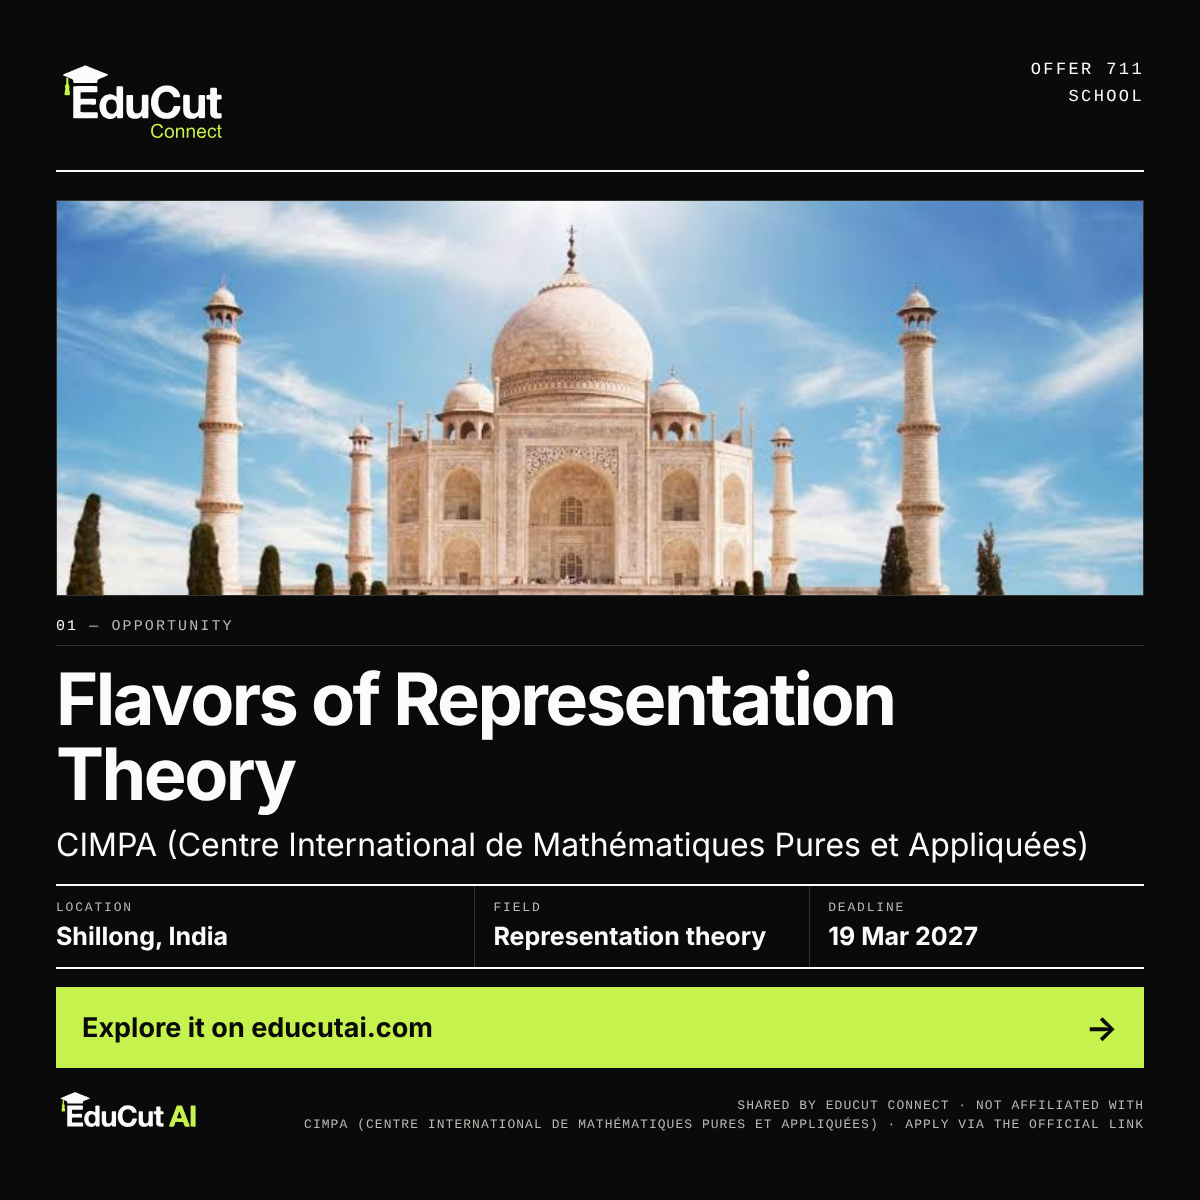 EduCut
Connect
OFFER 711
SCHOOL
01 — OPPORTUNITY
Flavors of Representation
Theory
CIMPA (Centre International de Mathématiques Pures et Appliquées)
LOCATION
Shillong, India
FIELD
Representation theory
DEADLINE
19 Mar 2027
Explore it on educutai.com →
EduCut AI
SHARED BY EDUCUT CONNECT · NOT AFFILIATED WITH
CIMPA (CENTRE INTERNATIONAL DE MATHÉMATIQUES PURES ET APPLIQUÉES) · APPLY VIA THE OFFICIAL LINK